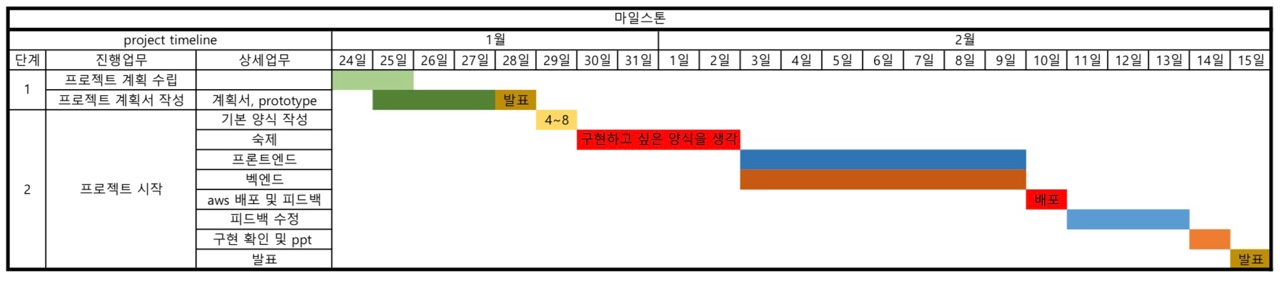 마일스톤
project timeline 1월 2월
단계 진행업무 상세업무 24일 25일 26일 27일 28일 29일 30일 31일 1일 2일 3일 4일 5일 6일 7일 8일 9일 10일 11일 12일 13일 14일 15일
1 프로젝트 계획 수립
프로젝트 계획서 작성 계획서, prototype 발표
2 프로젝트 시작 기본 양식 작성 4~8
숙제 구현하고 싶은 양식을 생각
프론트엔드
벡엔드
aws 배포 및 피드백 배포
피드백 수정
구현 확인 및 ppt
발표 발표